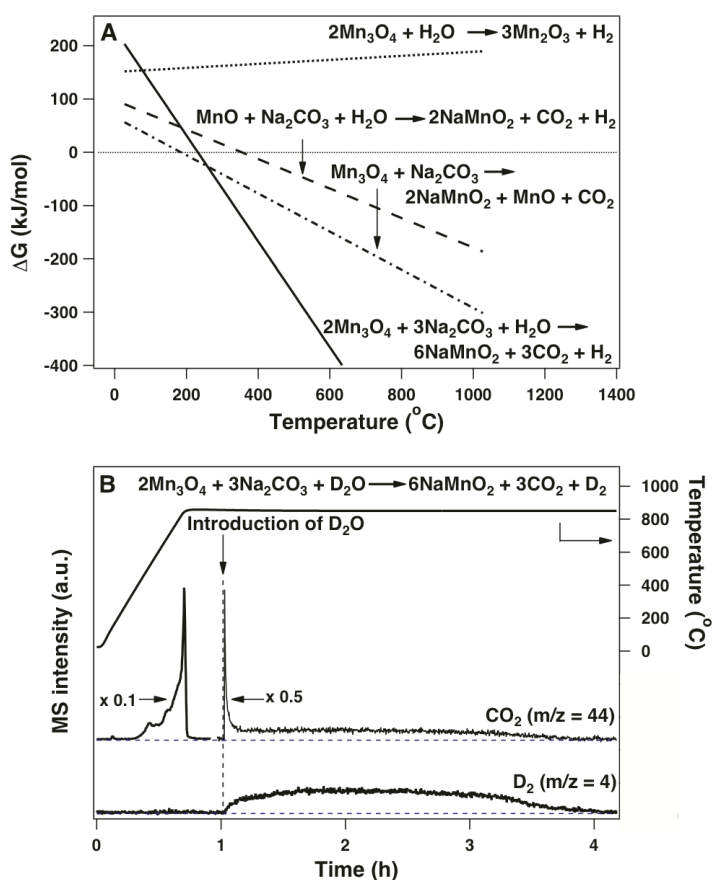 A
2Mn3O4 + H2O → 3Mn2O3 + H2
MnO + Na2CO3 + H2O → 2NaMnO2 + CO2 + H2
Mn3O4 + Na2CO3 →
2NaMnO2 + MnO + CO2
2Mn3O4 + 3Na2CO3 + H2O →
6NaMnO2 + 3CO2 + H2
ΔG (kJ/mol)
200
100
0
-100
-200
-300
-400
0 200 400 600 800 1000 1200 1400
Temperature (°C)
B 2Mn3O4 + 3Na2CO3 + D2O → 6NaMnO2 + 3CO2 + D2
Introduction of D2O
x 0.1
x 0.5
CO2 (m/z = 44)
D2 (m/z = 4)
MS intensity (a.u.)
1000
800
600
400
200
0
Temperature (°C)
0 1 2 3 4
Time (h)